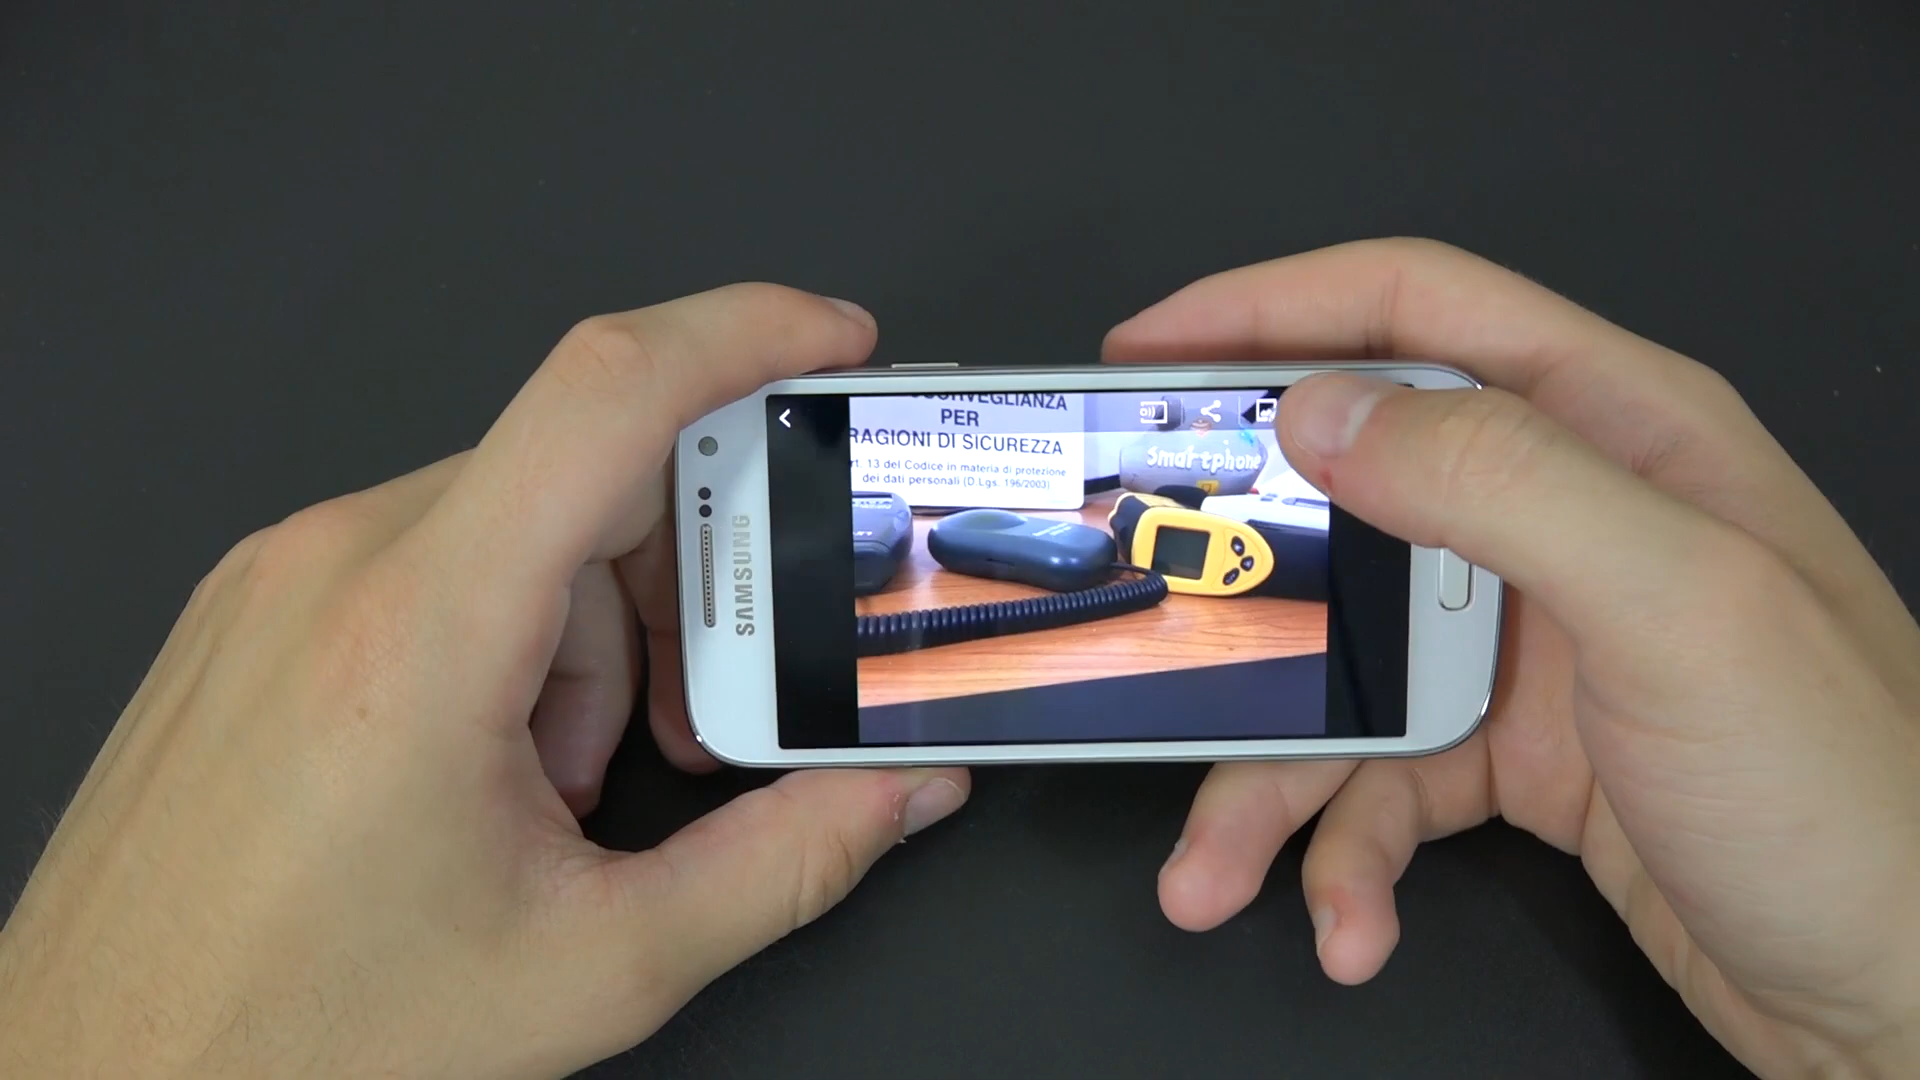 SAMSUNG
PER
RAGIONI DI SICUREZZA
rt. 13 del Codice in materia di protezione
dei dati personali (D.Lgs. 196/2003)
Smartphone